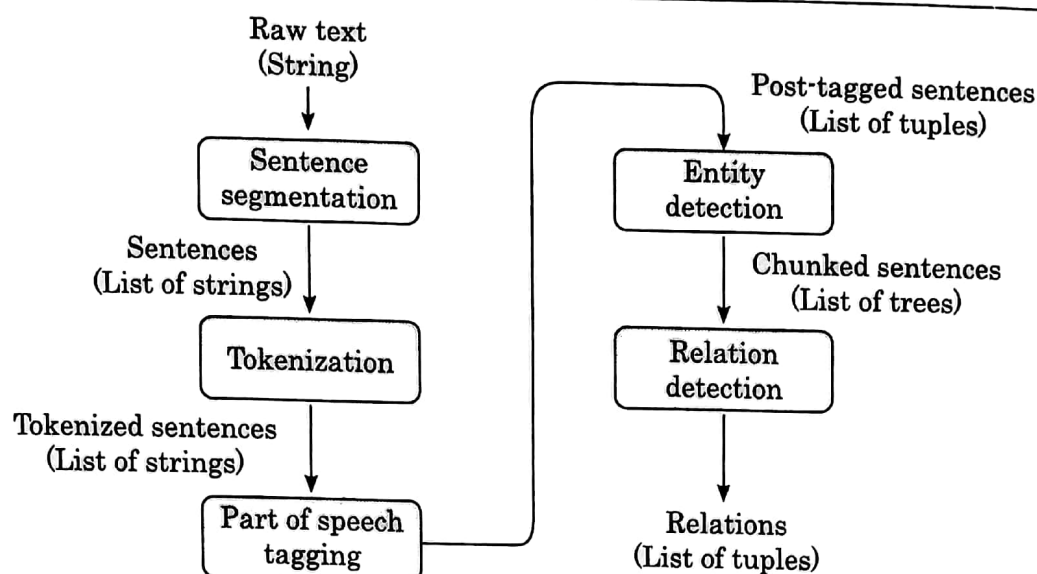 Raw text
(String)
Sentence
segmentation
Sentences
(List of strings)
Tokenization
Tokenized sentences
(List of strings)
Part of speech
tagging
Post-tagged sentences
(List of tuples)
Entity
detection
Chunked sentences
(List of trees)
Relation
detection
Relations
(List of tuples)